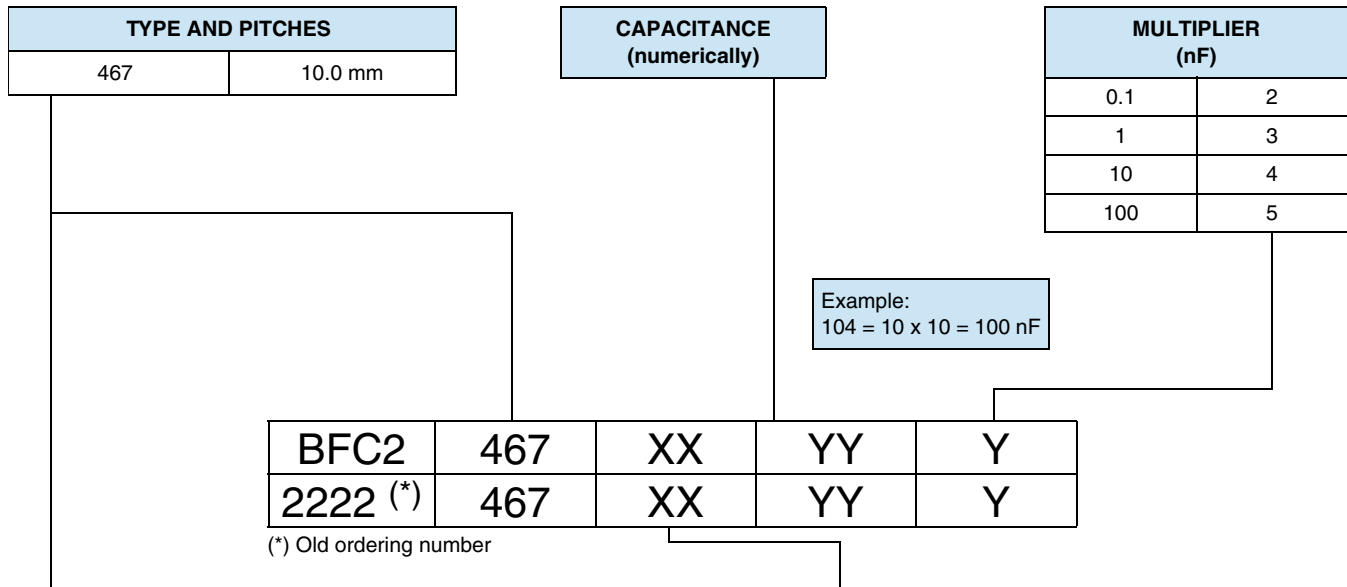 TYPE AND PITCHES
467 10.0 mm
CAPACITANCE
(numerically)
MULTIPLIER
(nF)
0.1 2
1 3
10 4
100 5
Example:
104 = 10 x 10 = 100 nF
BFC2 467 XX YY Y
2222 (*) 467 XX YY Y
(*) Old ordering number